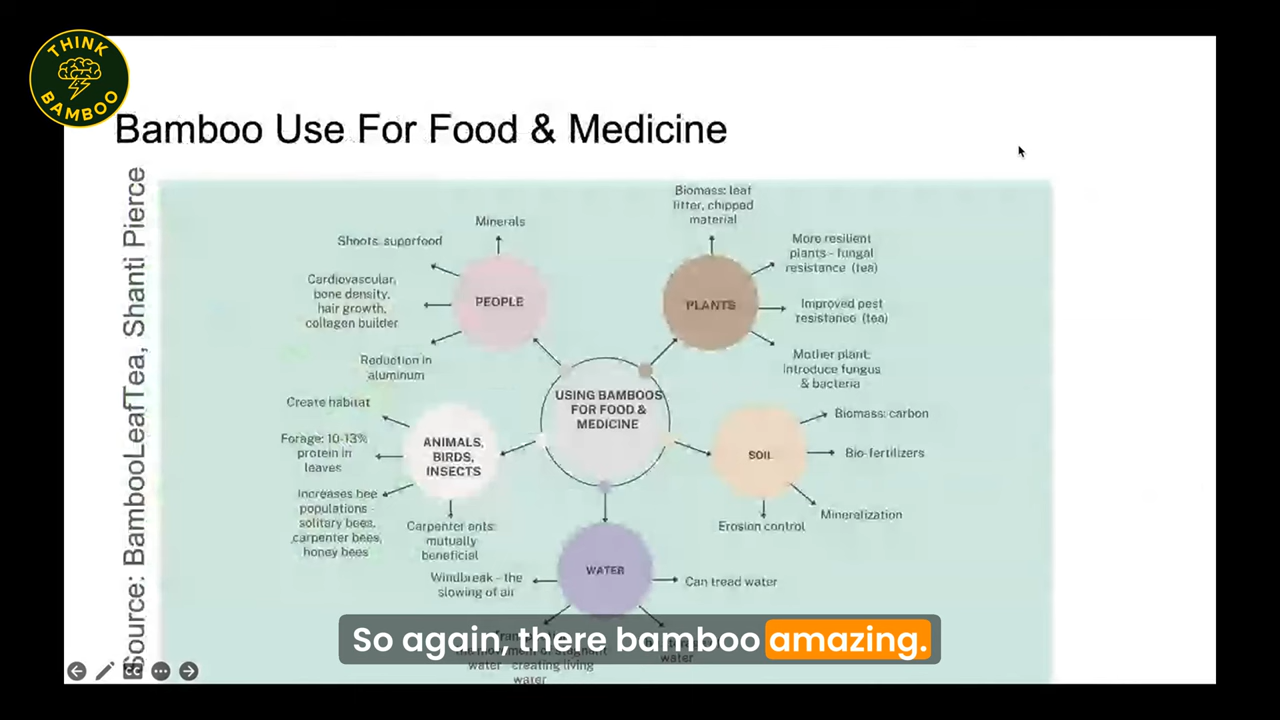 THINK
BAMBOO
Bamboo Use For Food & Medicine
Source: BambooLeafTea, Shanti Pierce
Minerals
Shoots: superfood
Cardiovascular,
bone density,
hair growth,
collagen builder
Reduction in
aluminum
PEOPLE
Biomass: leaf
litter, chipped
material
More resilient
plants - fungal
resistance (tea)
Improved pest
resistance (tea)
Mother plant:
introduce fungus
& bacteria
PLANTS
USING BAMBOOS
FOR FOOD &
MEDICINE
Create habitat
Forage: 10-13%
protein in
leaves
Increases bee
populations -
solitary bees,
carpenter bees,
honey bees
Carpenter ants:
mutually
beneficial
ANIMALS,
BIRDS,
INSECTS
SOIL
Biomass: carbon
Bio-fertilizers
Mineralization
Erosion control
WATER
Windbreak - the
slowing of air
Can tread water
So again, there bamboo amazing.
water
creating living
water
water
CC